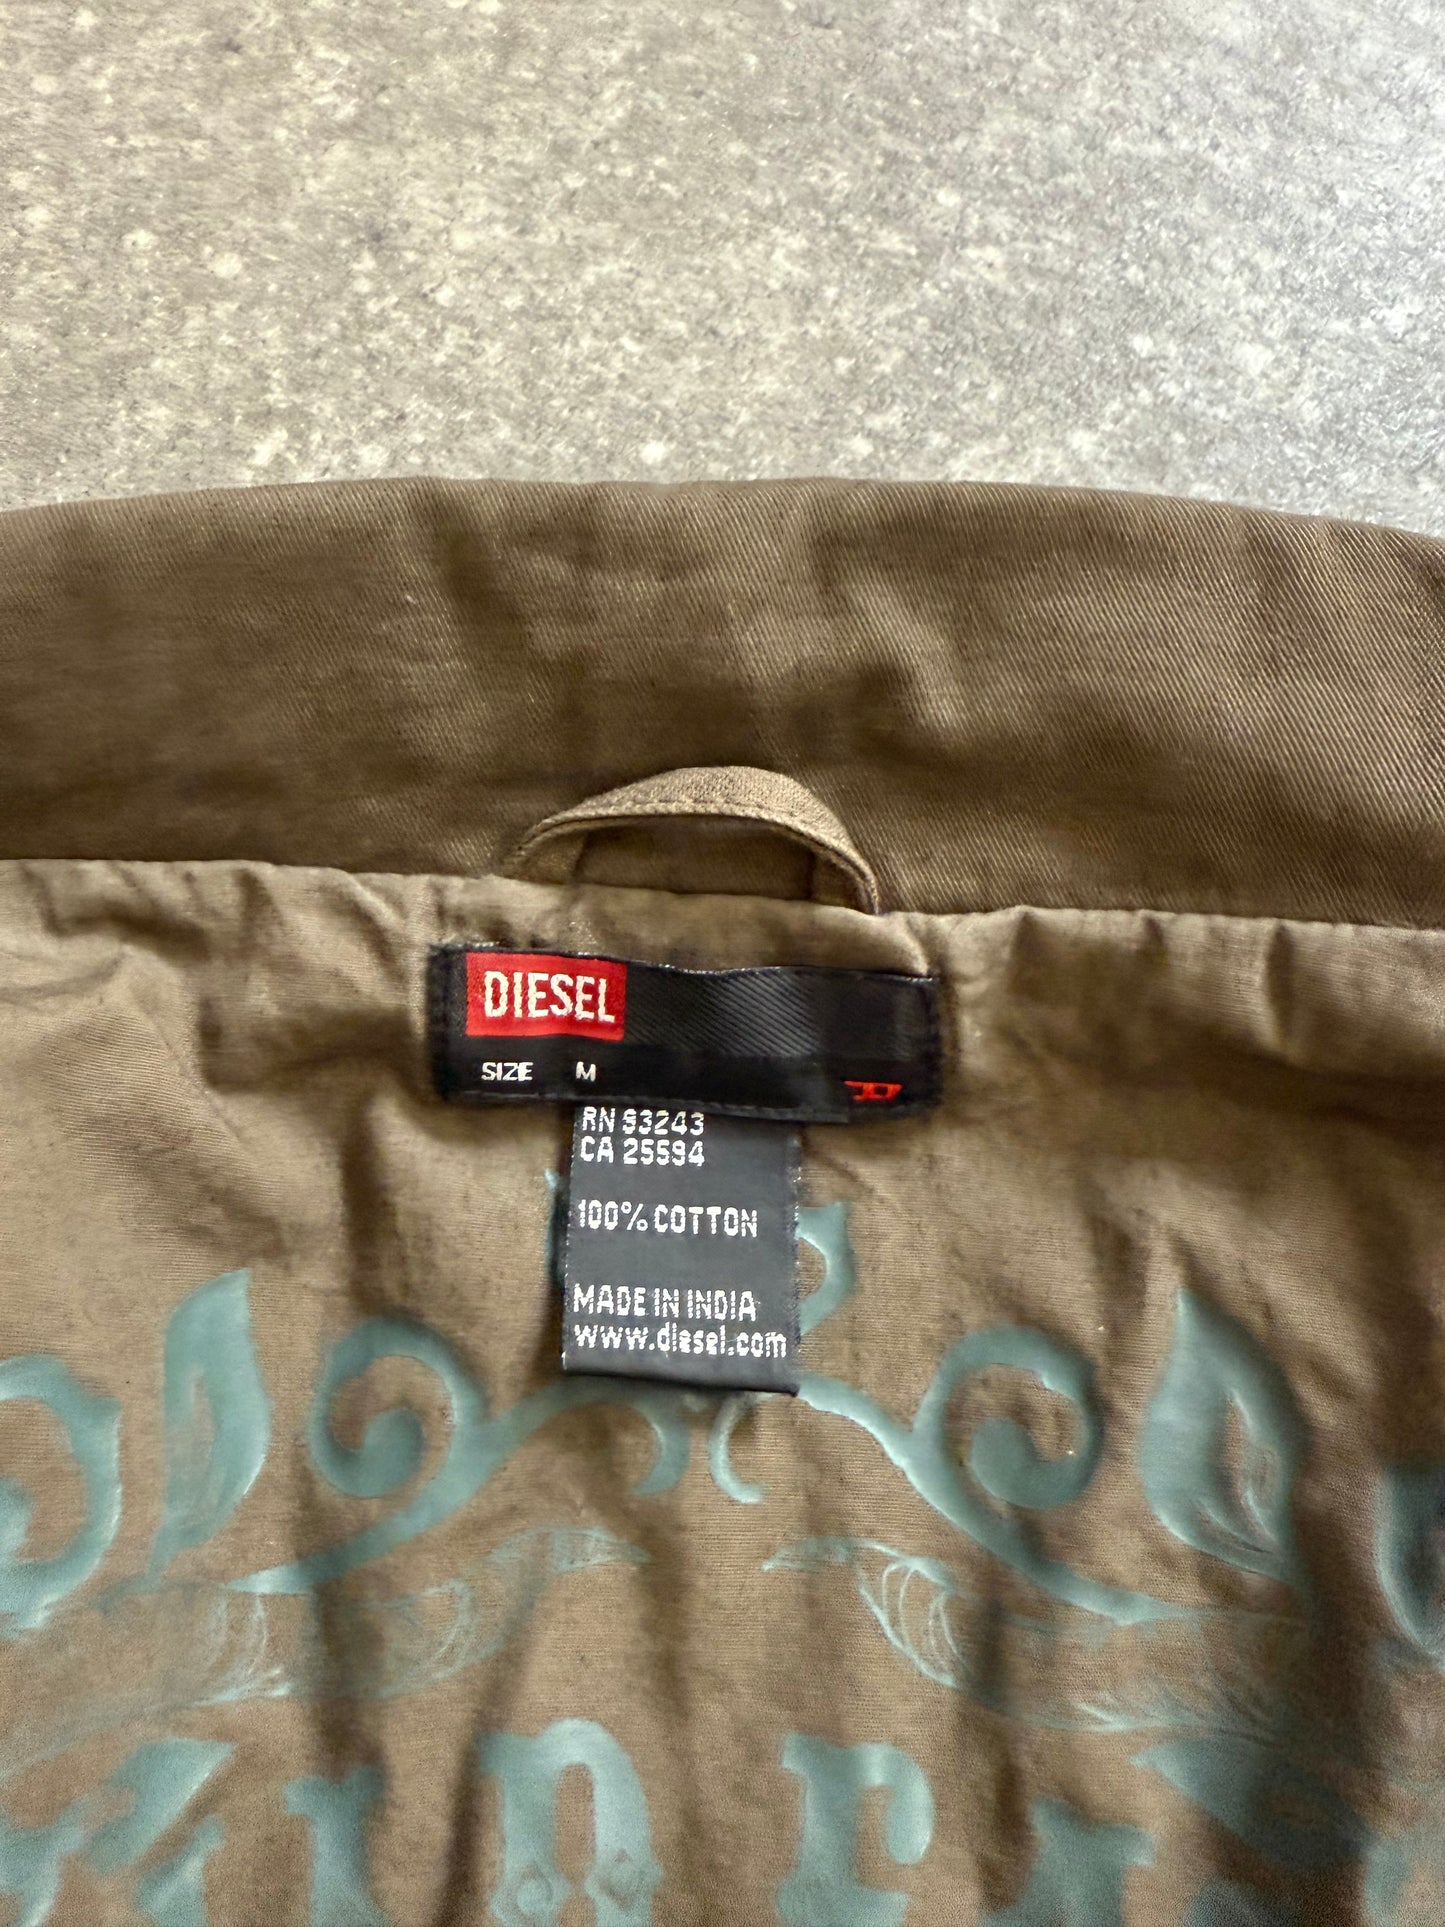 DIESEL
SIZE M
RN 93243
CA 25594
100% COTTON
MADE IN INDIA
www.diesel.com